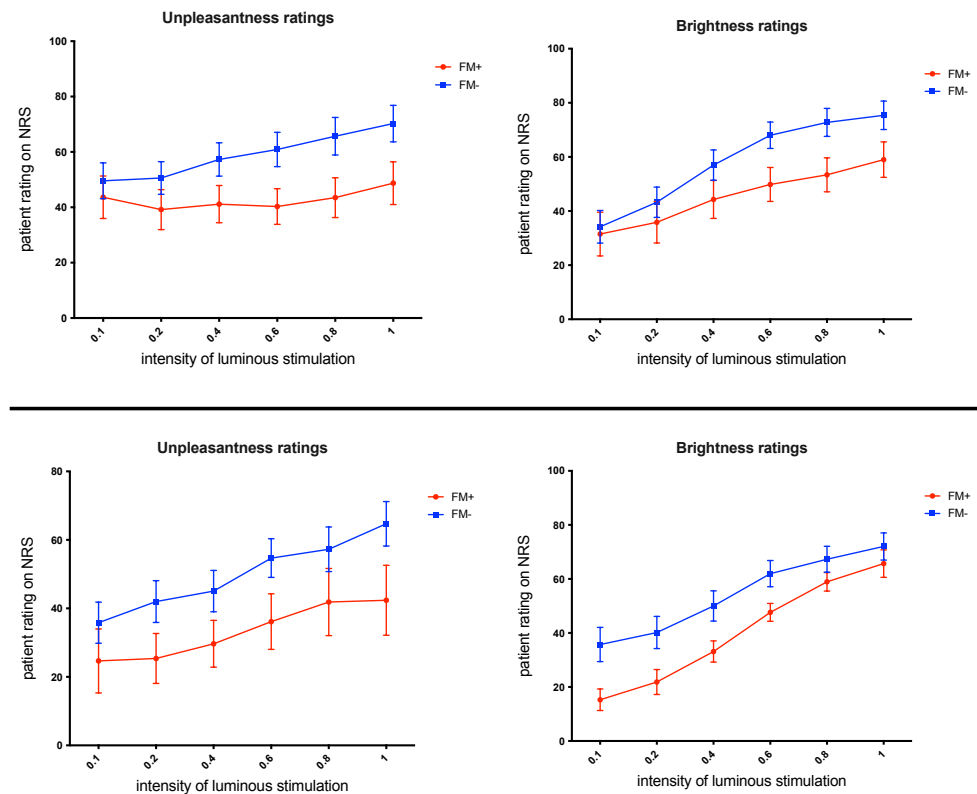 Unpleasantness ratings
100
80
60
40
20
0
patient rating on NRS
0.1
0.2
0.4
0.6
0.8
1
intensity of luminous stimulation
FM+
FM-
Brightness ratings
100
80
60
40
20
0
patient rating on NRS
0.1
0.2
0.4
0.6
0.8
1
intensity of luminous stimulation
FM+
FM-
Unpleasantness ratings
80
60
40
20
0
patient rating on NRS
0.1
0.2
0.4
0.6
0.8
1
intensity of luminous stimulation
FM+
FM-
Brightness ratings
100
80
60
40
20
0
patient rating on NRS
0.1
0.2
0.4
0.6
0.8
1
intensity of luminous stimulation
FM+
FM-